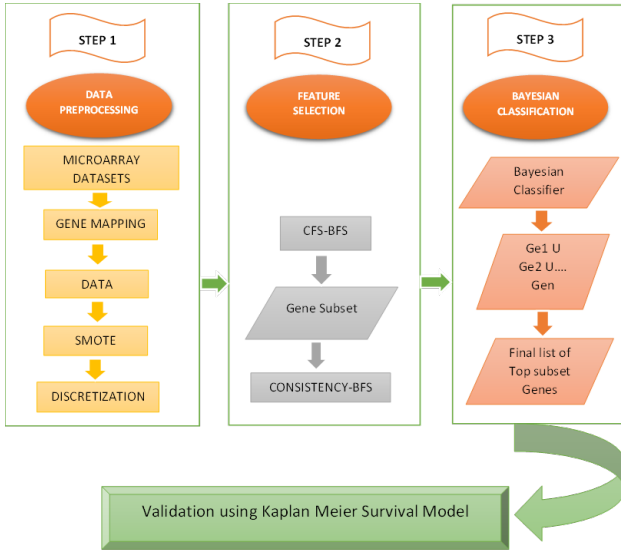 STEP 1
DATA
PREPROCESSING
MICROARRAY
DATASETS
GENE MAPPING
DATA
SMOTE
DISCRETIZATION
STEP 2
FEATURE
SELECTION
CFS-BFS
Gene Subset
CONSISTENCY-BFS
STEP 3
BAYESIAN
CLASSIFICATION
Bayesian
Classifier
Ge1 U
Ge2 U....
Gen
Final list of
Top subset
Genes
Validation using Kaplan Meier Survival Model